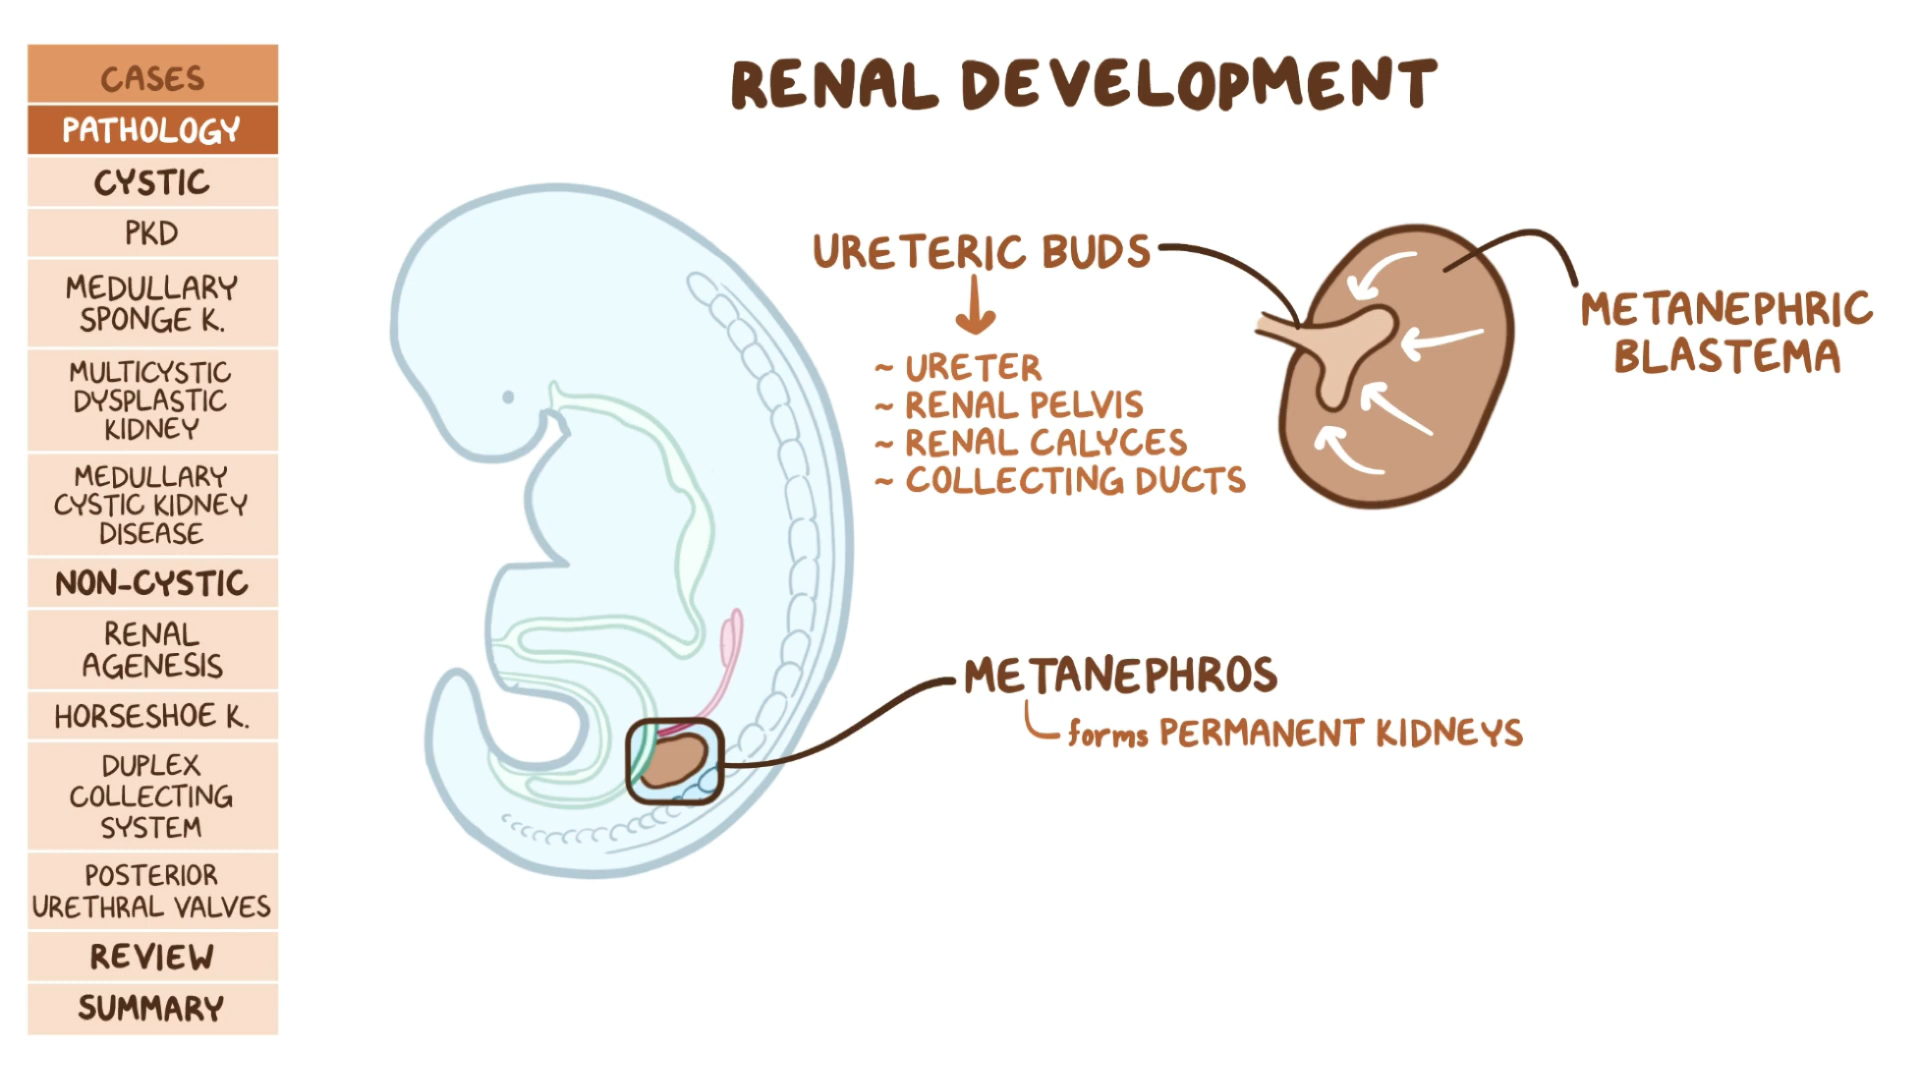 CASES
PATHOLOGY
CYSTIC
PKD
MEDULLARY
SPONGE K.
MULTICYSTIC
DYSPLASTIC
KIDNEY
MEDULLARY
CYSTIC KIDNEY
DISEASE
NON-CYSTIC
RENAL
AGENESIS
HORSESHOE K.
DUPLEX
COLLECTING
SYSTEM
POSTERIOR
URETHRAL VALVES
REVIEW
SUMMARY
RENAL DEVELOPMENT
URETERIC BUDS
~ URETER
~ RENAL PELVIS
~ RENAL CALYCES
~ COLLECTING DUCTS
METANEPHRIC
BLASTEMA
METANEPHROS
forms PERMANENT KIDNEYS